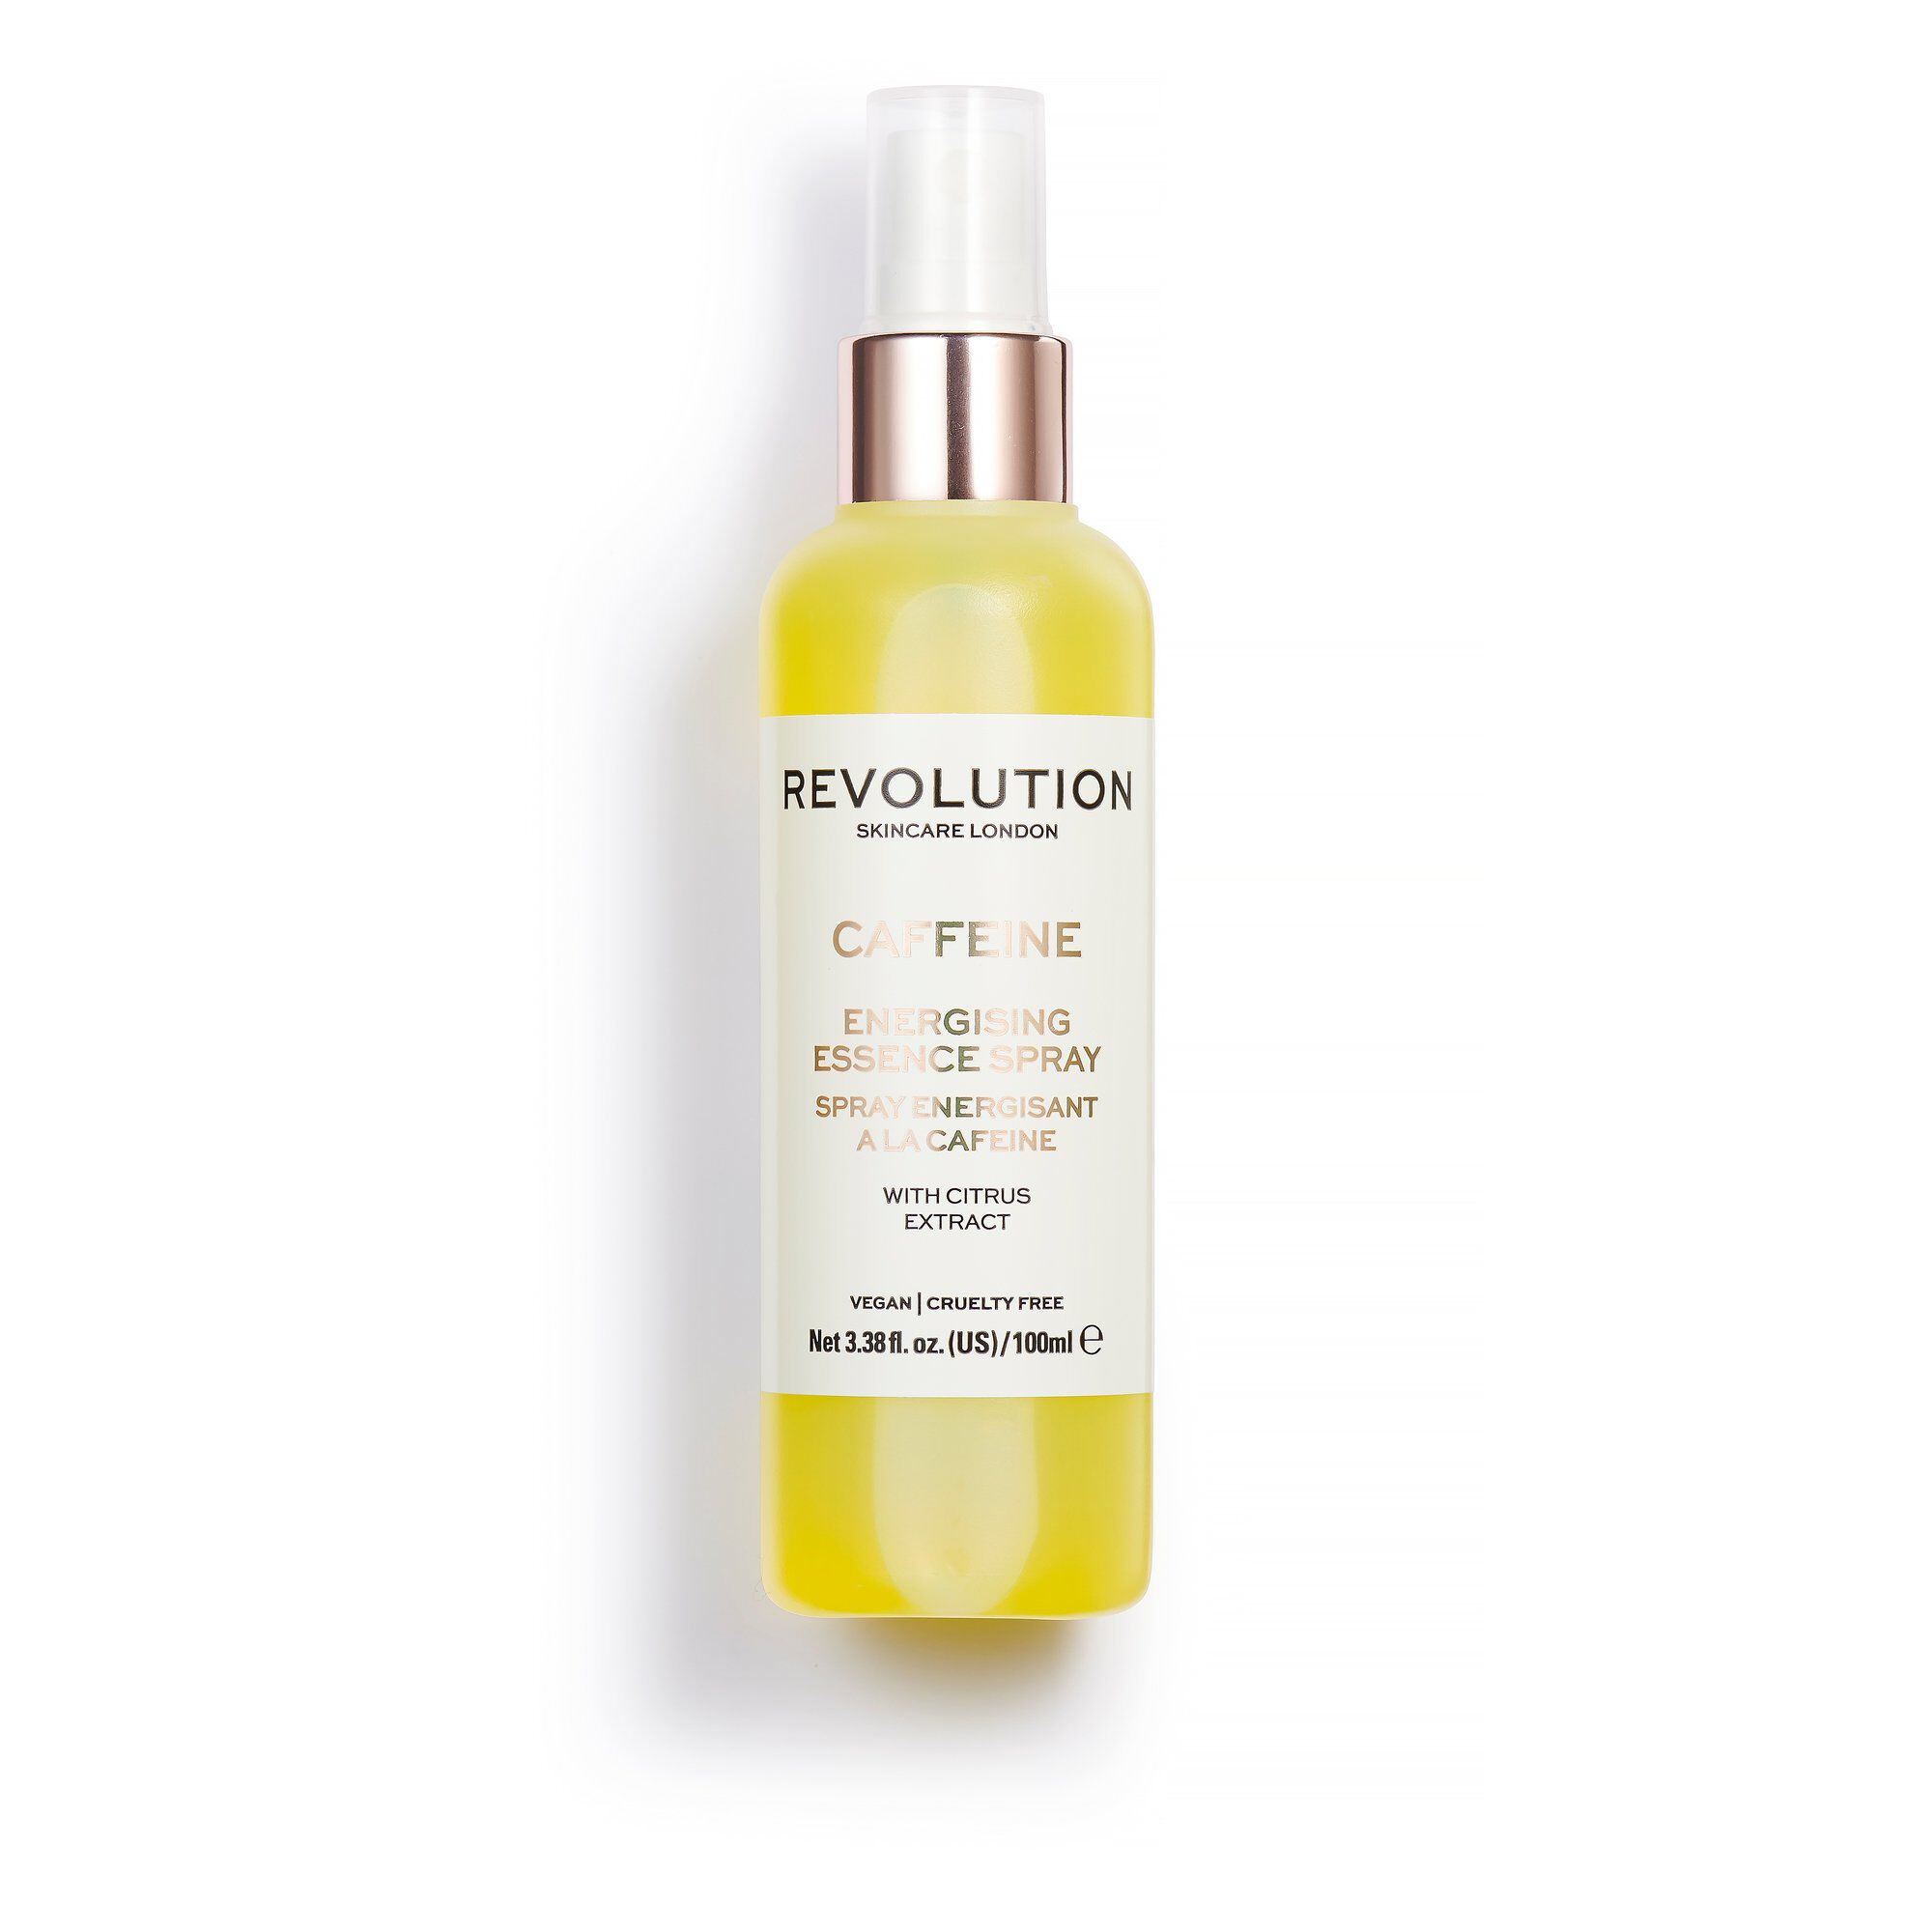 REVOLUTION
SKINCARE LONDON
CAFFEINE
ENERGISING
ESSENCE SPRAY
SPRAY ENERGISANT
A LA CAFEINE
WITH CITRUS
EXTRACT
VEGAN | CRUELTY FREE
Net 3.38 fl. oz. (US) / 100ml ℮